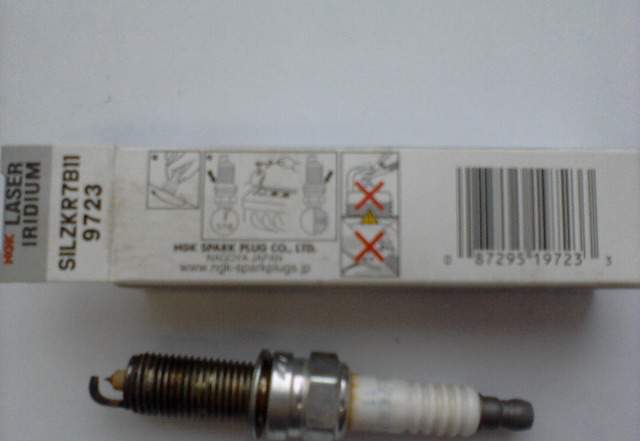 NGK LASER
IRIDIUM
SILZKR7B11
9723
NGK SPARK PLUG CO., LTD.
NAGOYA JAPAN
www.ngk-sparkplugs.jp
0 87295 19723 3